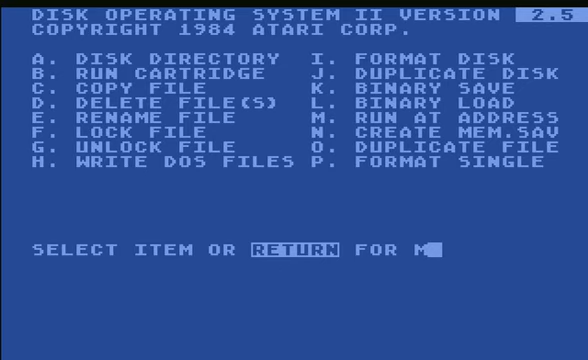 DISK OPERATING SYSTEM II VERSION 2.5
COPYRIGHT 1984 ATARI CORP.
A. DISK DIRECTORY I. FORMAT DISK
B. RUN CARTRIDGE J. DUPLICATE DISK
C. COPY FILE K. BINARY SAVE
D. DELETE FILE(S) L. BINARY LOAD
E. RENAME FILE M. RUN AT ADDRESS
F. LOCK FILE N. CREATE MEM.SAV
G. UNLOCK FILE O. DUPLICATE FILE
H. WRITE DOS FILES P. FORMAT SINGLE
SELECT ITEM OR RETURN FOR M